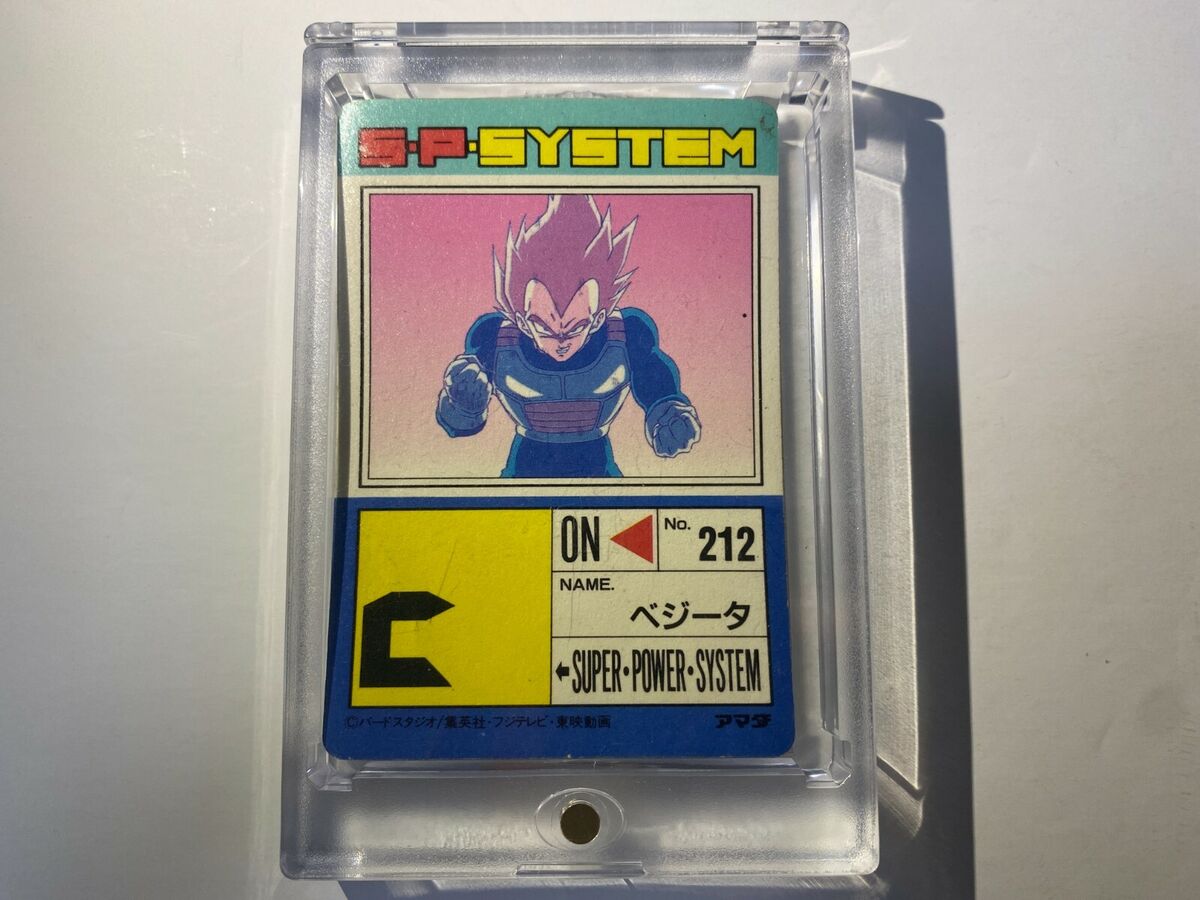 S・P・SYSTEM
ON
No. 212
NAME.
ベジータ
←SUPER・POWER・SYSTEM
Ⓒバードスタジオ/集英社・フジテレビ・東映動画
アマダ